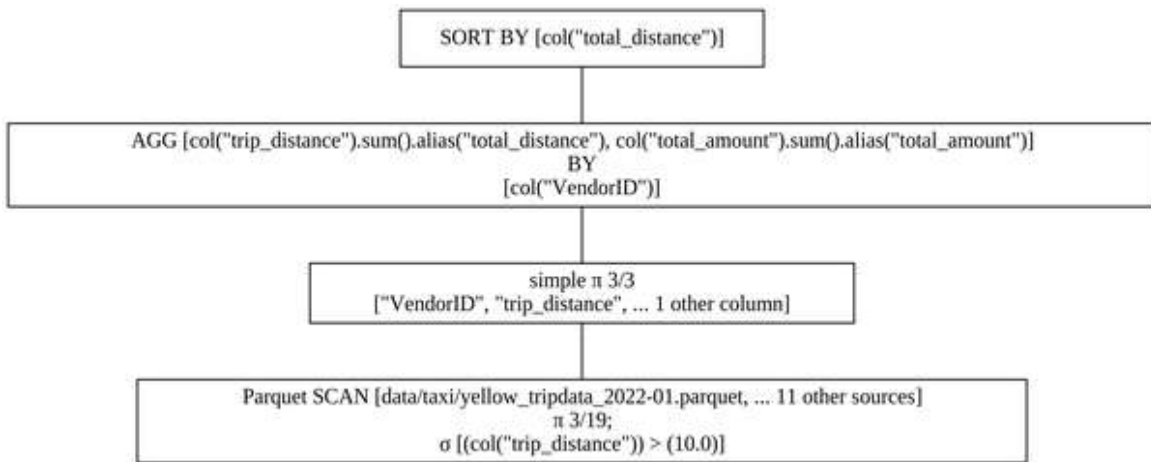 SORT BY [col("total_distance")]
AGG [col("trip_distance").sum().alias("total_distance"), col("total_amount").sum().alias("total_amount")]
BY
[col("VendorID")]
simple π 3/3
["VendorID", "trip_distance", ... 1 other column]
Parquet SCAN [data/taxi/yellow_tripdata_2022-01.parquet, ... 11 other sources]
π 3/19;
σ [(col("trip_distance")) > (10.0)]